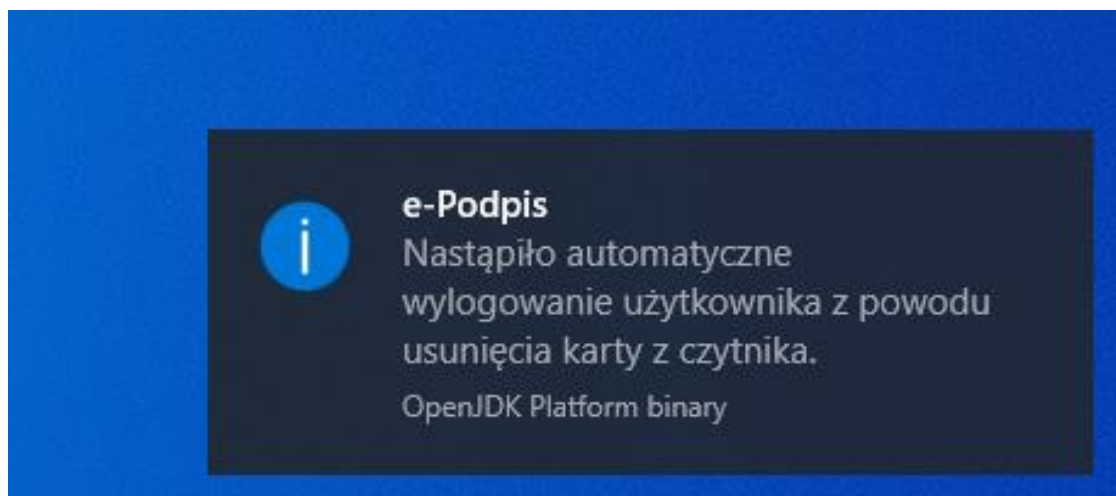 e-Podpis
Nastąpiło automatyczne
wylogowanie użytkownika z powodu
usunięcia karty z czytnika.
OpenJDK Platform binary